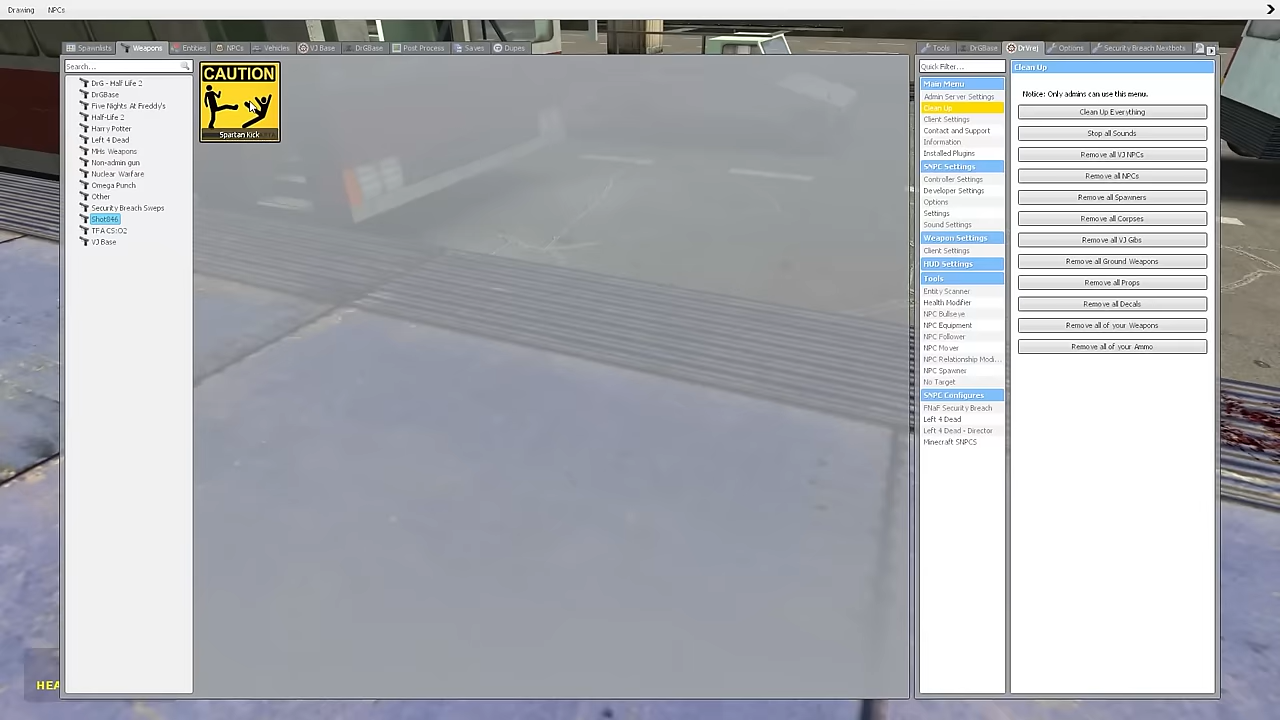 Drawing NPCs
Spawnlists Weapons Entities NPCs Vehicles VJ Base DrGBase Post Process Saves Dupes
Search...
DrG - Half Life 2
DrGBase
Five Nights At Freddy's
Half-Life 2
Harry Potter
Left 4 Dead
MHs Weapons
Non-admin gun
Nuclear Warfare
Omega Punch
Other
Security Breach Sweps
Shot846
TFA CS:O2
VJ Base
CAUTION
Spartan Kick
HEA
Tools DrGBase DrVrej Options Security Breach Nextbots
Quick Filter...
Main Menu
Admin Server Settings
Clean Up
Client Settings
Contact and Support
Information
Installed Plugins
SNPC Settings
Controller Settings
Developer Settings
Options
Settings
Sound Settings
Weapon Settings
Client Settings
HUD Settings
Tools
Entity Scanner
Health Modifier
NPC Bullseye
NPC Equipment
NPC Follower
NPC Mover
NPC Relationship Modi...
NPC Spawner
No Target
SNPC Configures
FNaF Security Breach
Left 4 Dead
Left 4 Dead - Director
Minecraft SNPCS
Clean Up
Notice: Only admins can use this menu.
Clean Up Everything
Stop all Sounds
Remove all VJ NPCs
Remove all NPCs
Remove all Spawners
Remove all Corpses
Remove all VJ Gibs
Remove all Ground Weapons
Remove all Props
Remove all Decals
Remove all of your Weapons
Remove all of your Ammo